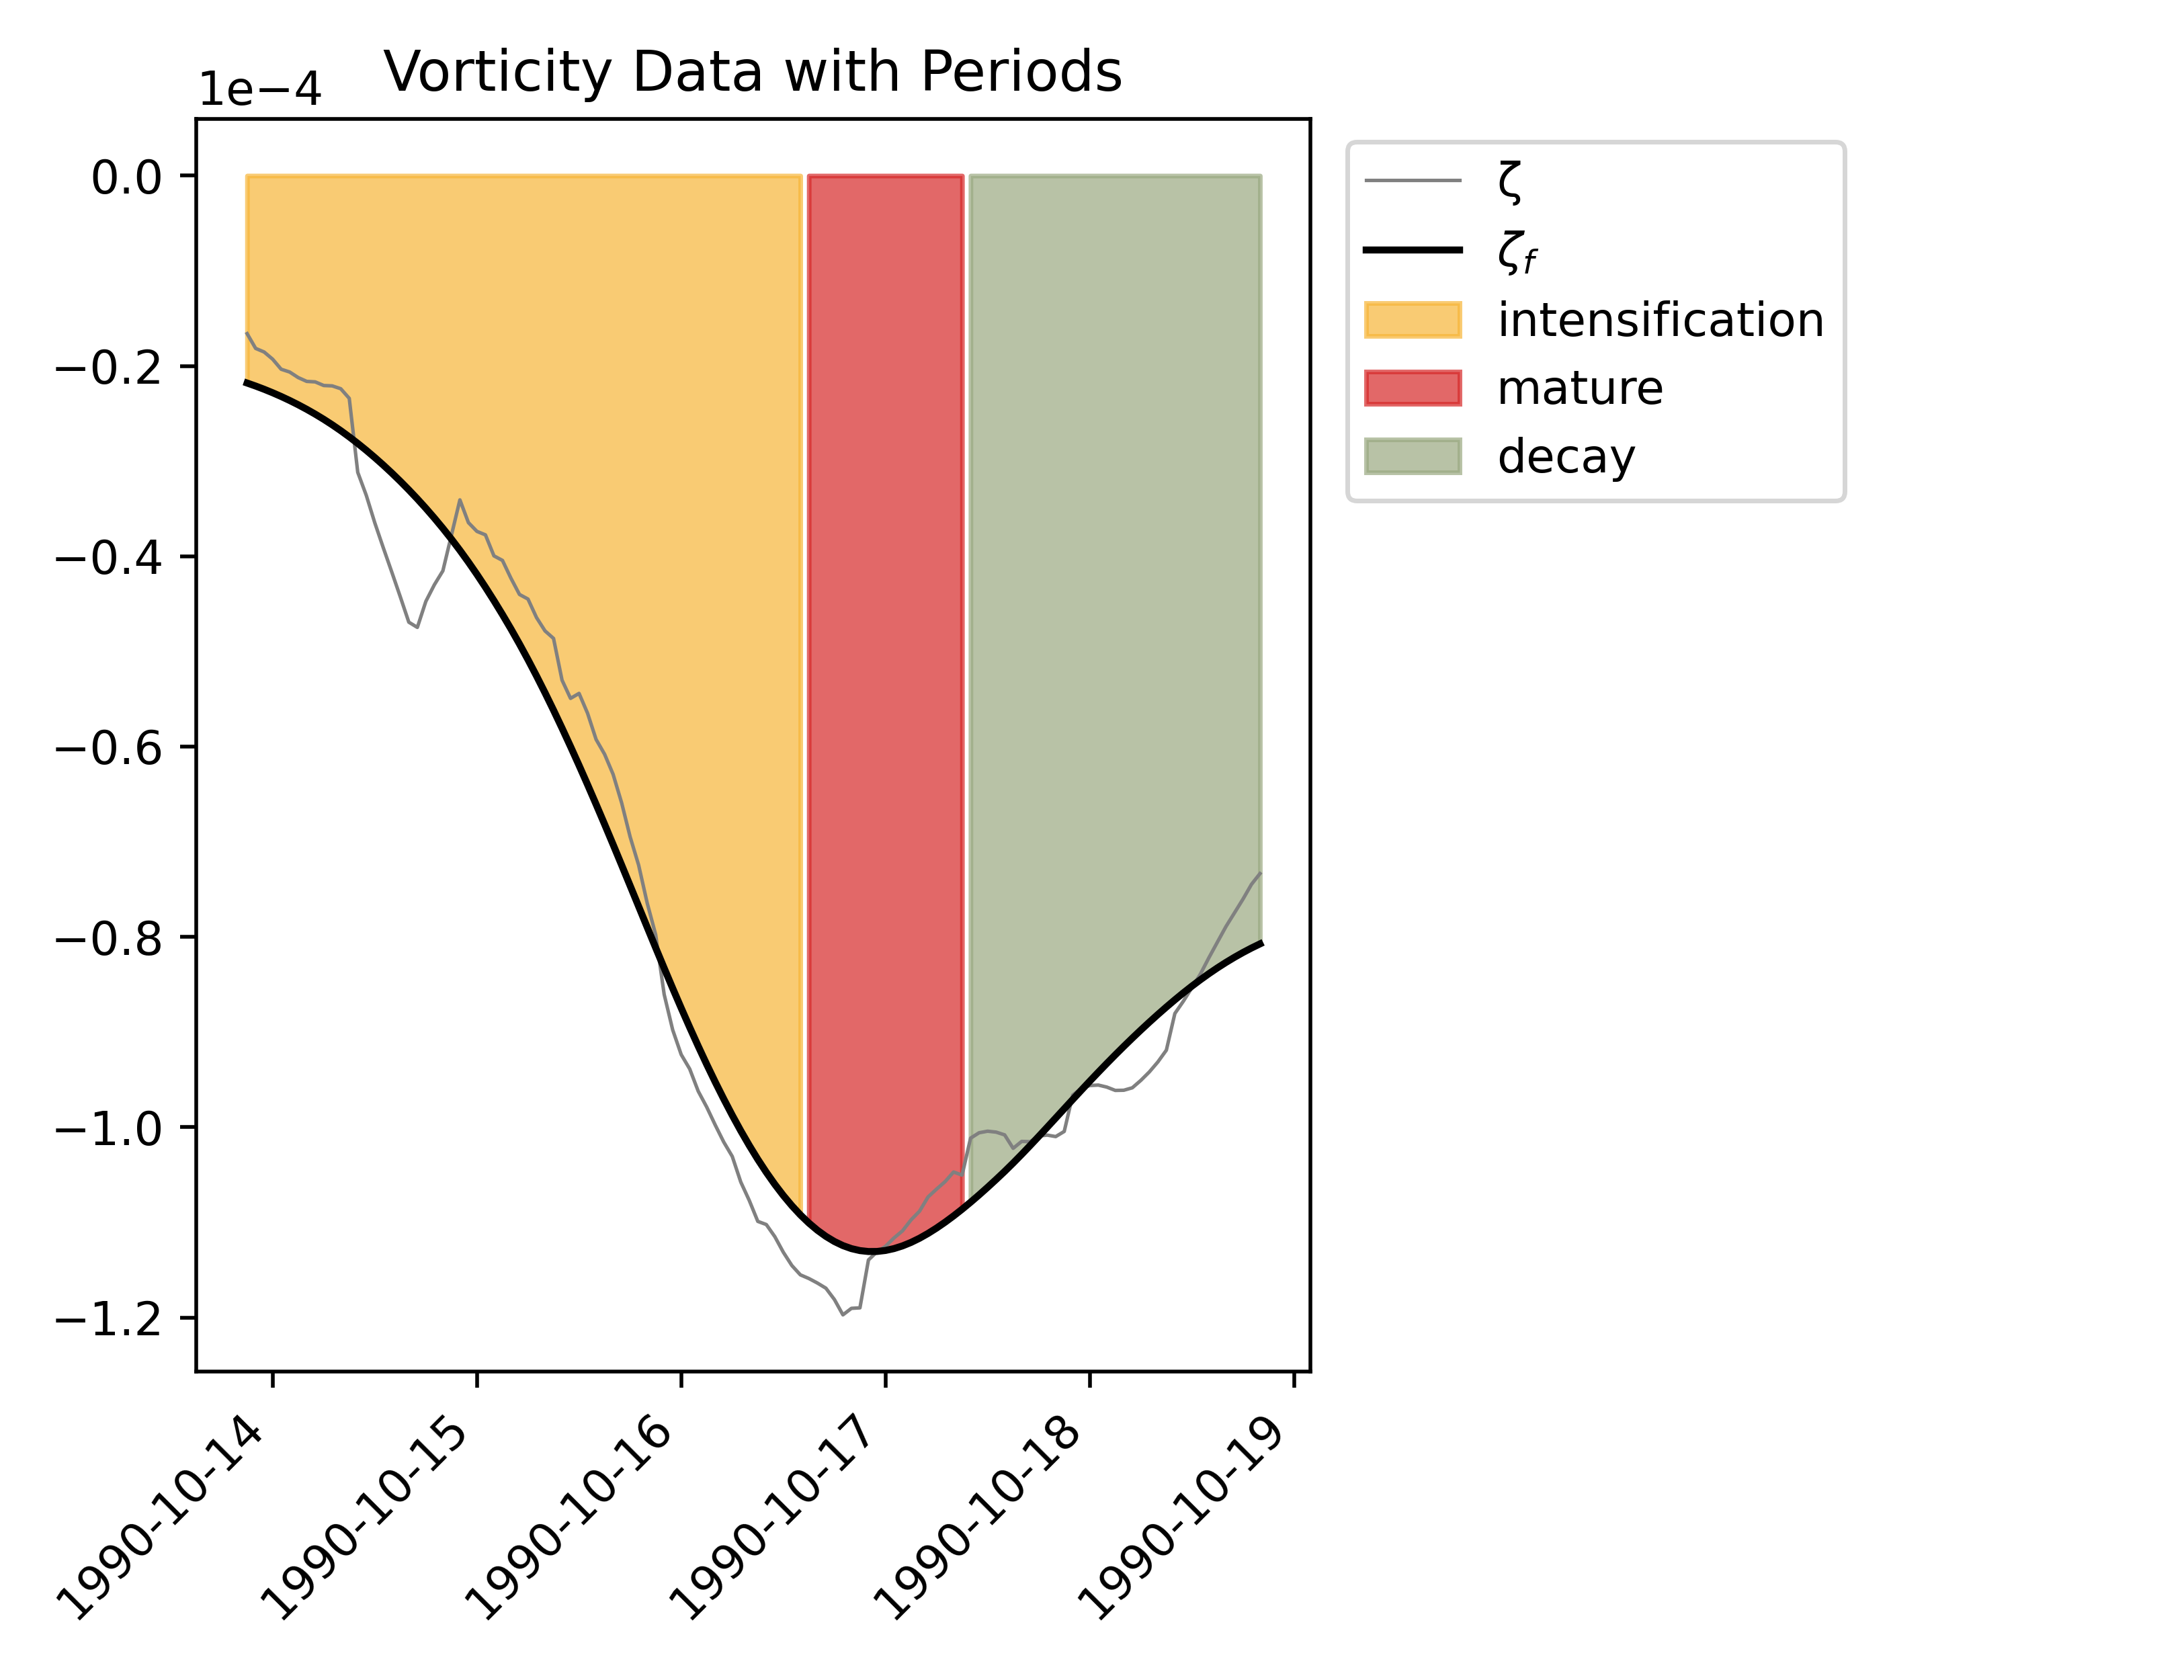 Vorticity Data with Periods
1e−4
0.0
−0.2
−0.4
−0.6
−0.8
−1.0
−1.2
1990-10-14
1990-10-15
1990-10-16
1990-10-17
1990-10-18
1990-10-19
ζ
ζf
intensification
mature
decay